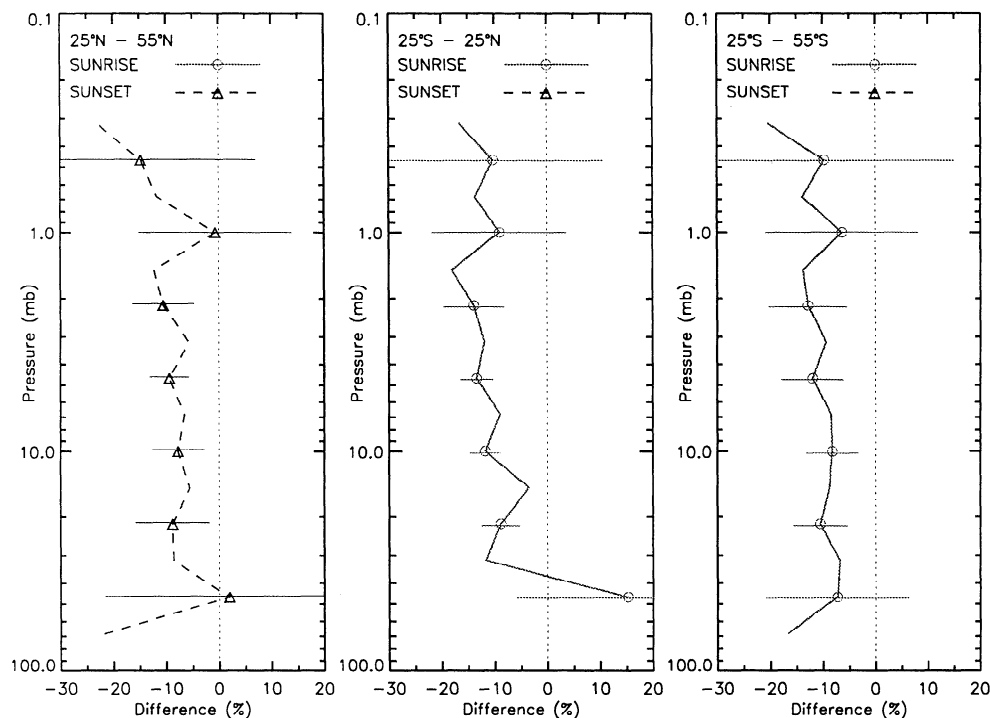 25°N – 55°N
SUNRISE
SUNSET
0.1
1.0
10.0
100.0
Pressure (mb)
−30 −20 −10 0 10 20
Difference (%)
25°S – 25°N
SUNRISE
SUNSET
0.1
1.0
10.0
100.0
Pressure (mb)
−30 −20 −10 0 10 20
Difference (%)
25°S – 55°S
SUNRISE
SUNSET
0.1
1.0
10.0
100.0
Pressure (mb)
−30 −20 −10 0 10 20
Difference (%)